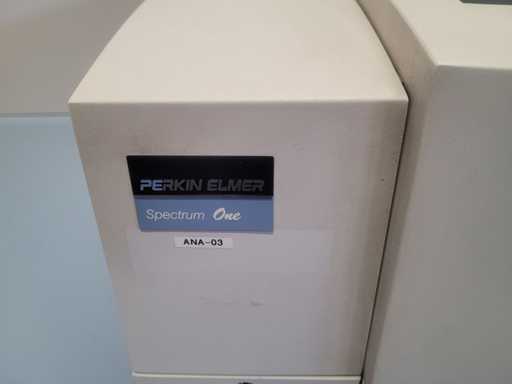 PERKIN ELMER
Spectrum One
ANA-03